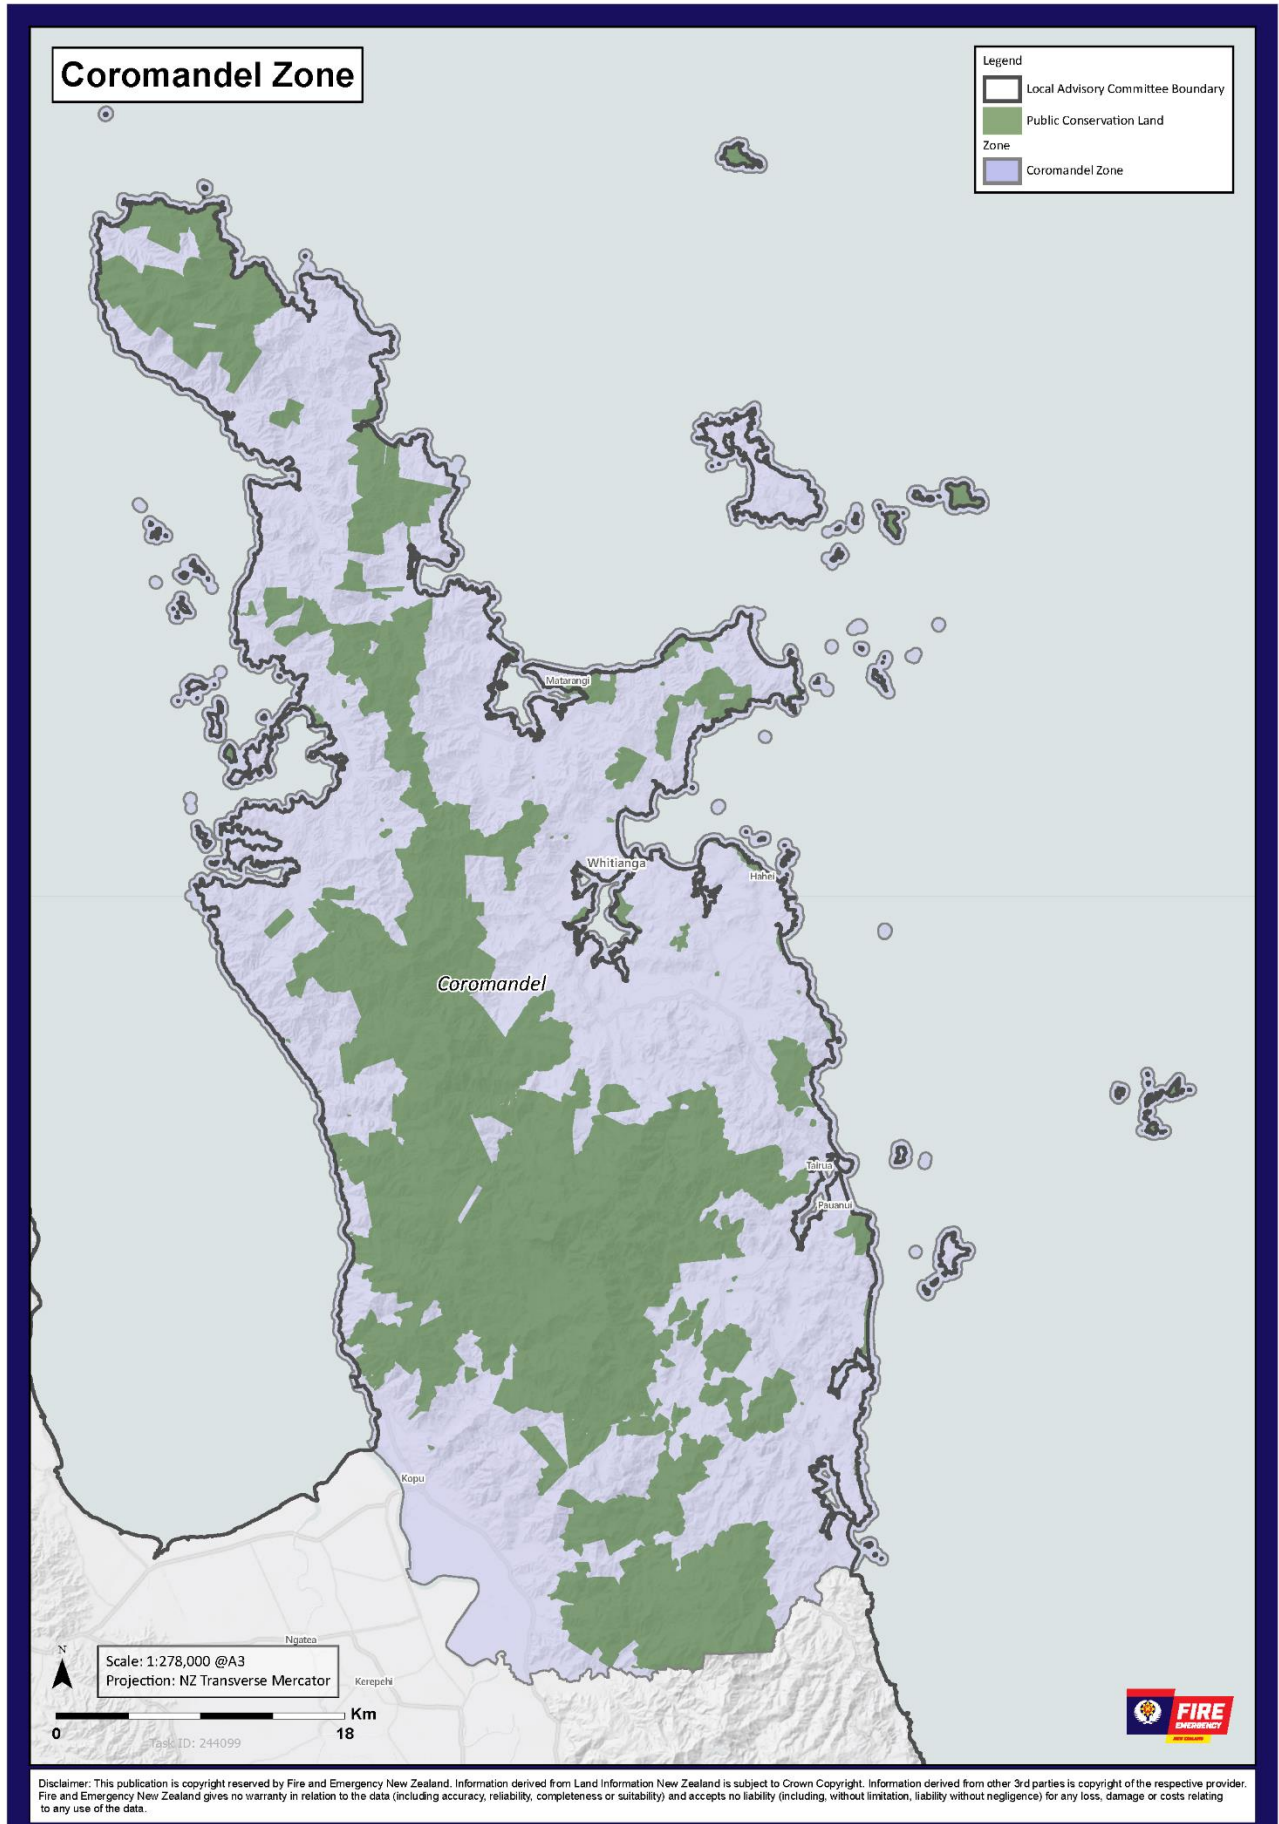 Coromandel Zone
Legend
Local Advisory Committee Boundary
Public Conservation Land
Zone
Coromandel Zone
Matarangi
Whitianga
Hahei
Coromandel
Tairua
Pauanui
Kopu
Ngatea
Kerepehi
N
Scale: 1:278,000 @A3
Projection: NZ Transverse Mercator
Km
0 18
Task ID: 244099
FIRE
EMERGENCY
NEW ZEALAND
Disclaimer: This publication is copyright reserved by Fire and Emergency New Zealand. Information derived from Land Information New Zealand is subject to Crown Copyright. Information derived from other 3rd parties is copyright of the respective provider.
Fire and Emergency New Zealand gives no warranty in relation to the data (including accuracy, reliability, completeness or suitability) and accepts no liability (including, without limitation, liability without negligence) for any loss, damage or costs relating
to any use of the data.